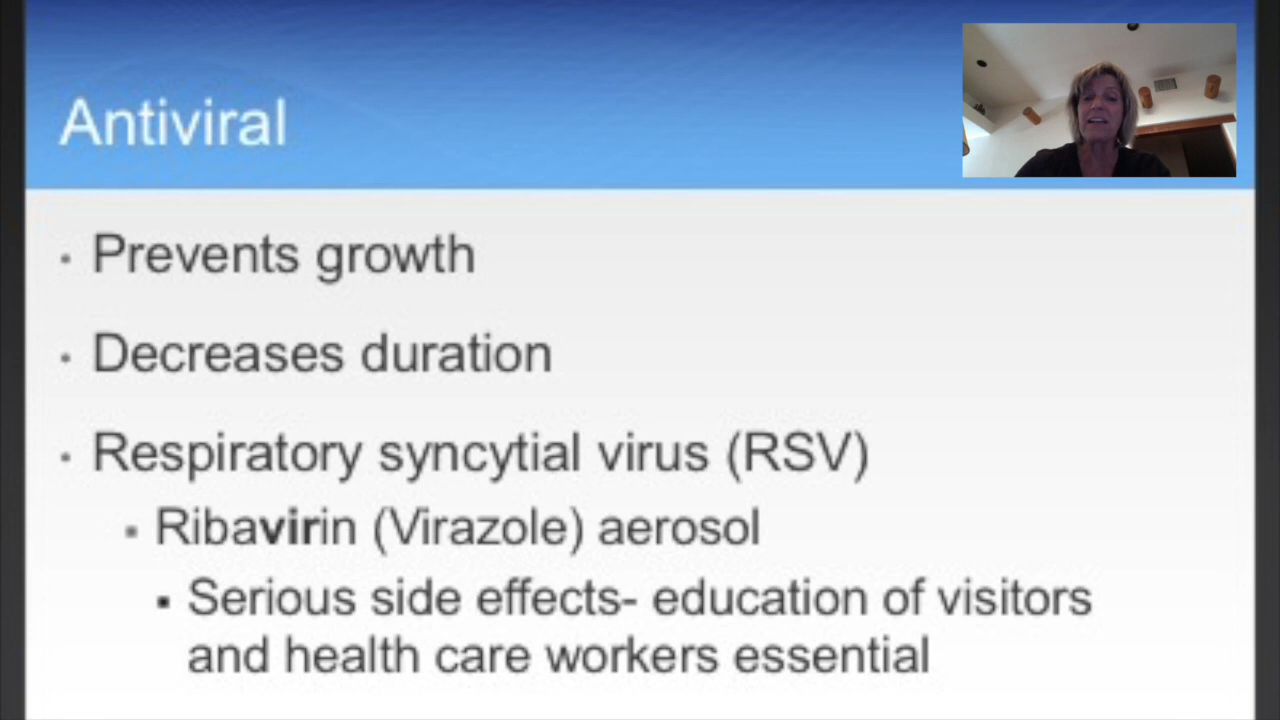 Antiviral
• Prevents growth
• Decreases duration
• Respiratory syncytial virus (RSV)
▪ Ribavirin (Virazole) aerosol
▪ Serious side effects- education of visitors
and health care workers essential